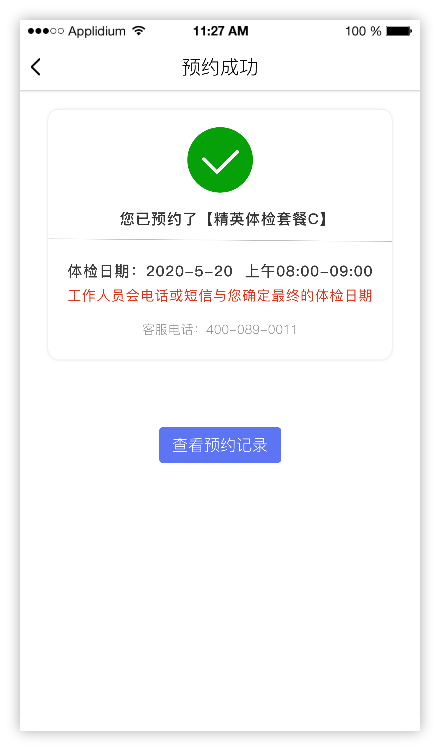 Applidium 11:27 AM 100 %
预约成功
您已预约了【精英体检套餐C】
体检日期：2020-5-20 上午08:00-09:00
工作人员会电话或短信与您确定最终的体检日期
客服电话：400-089-0011
查看预约记录